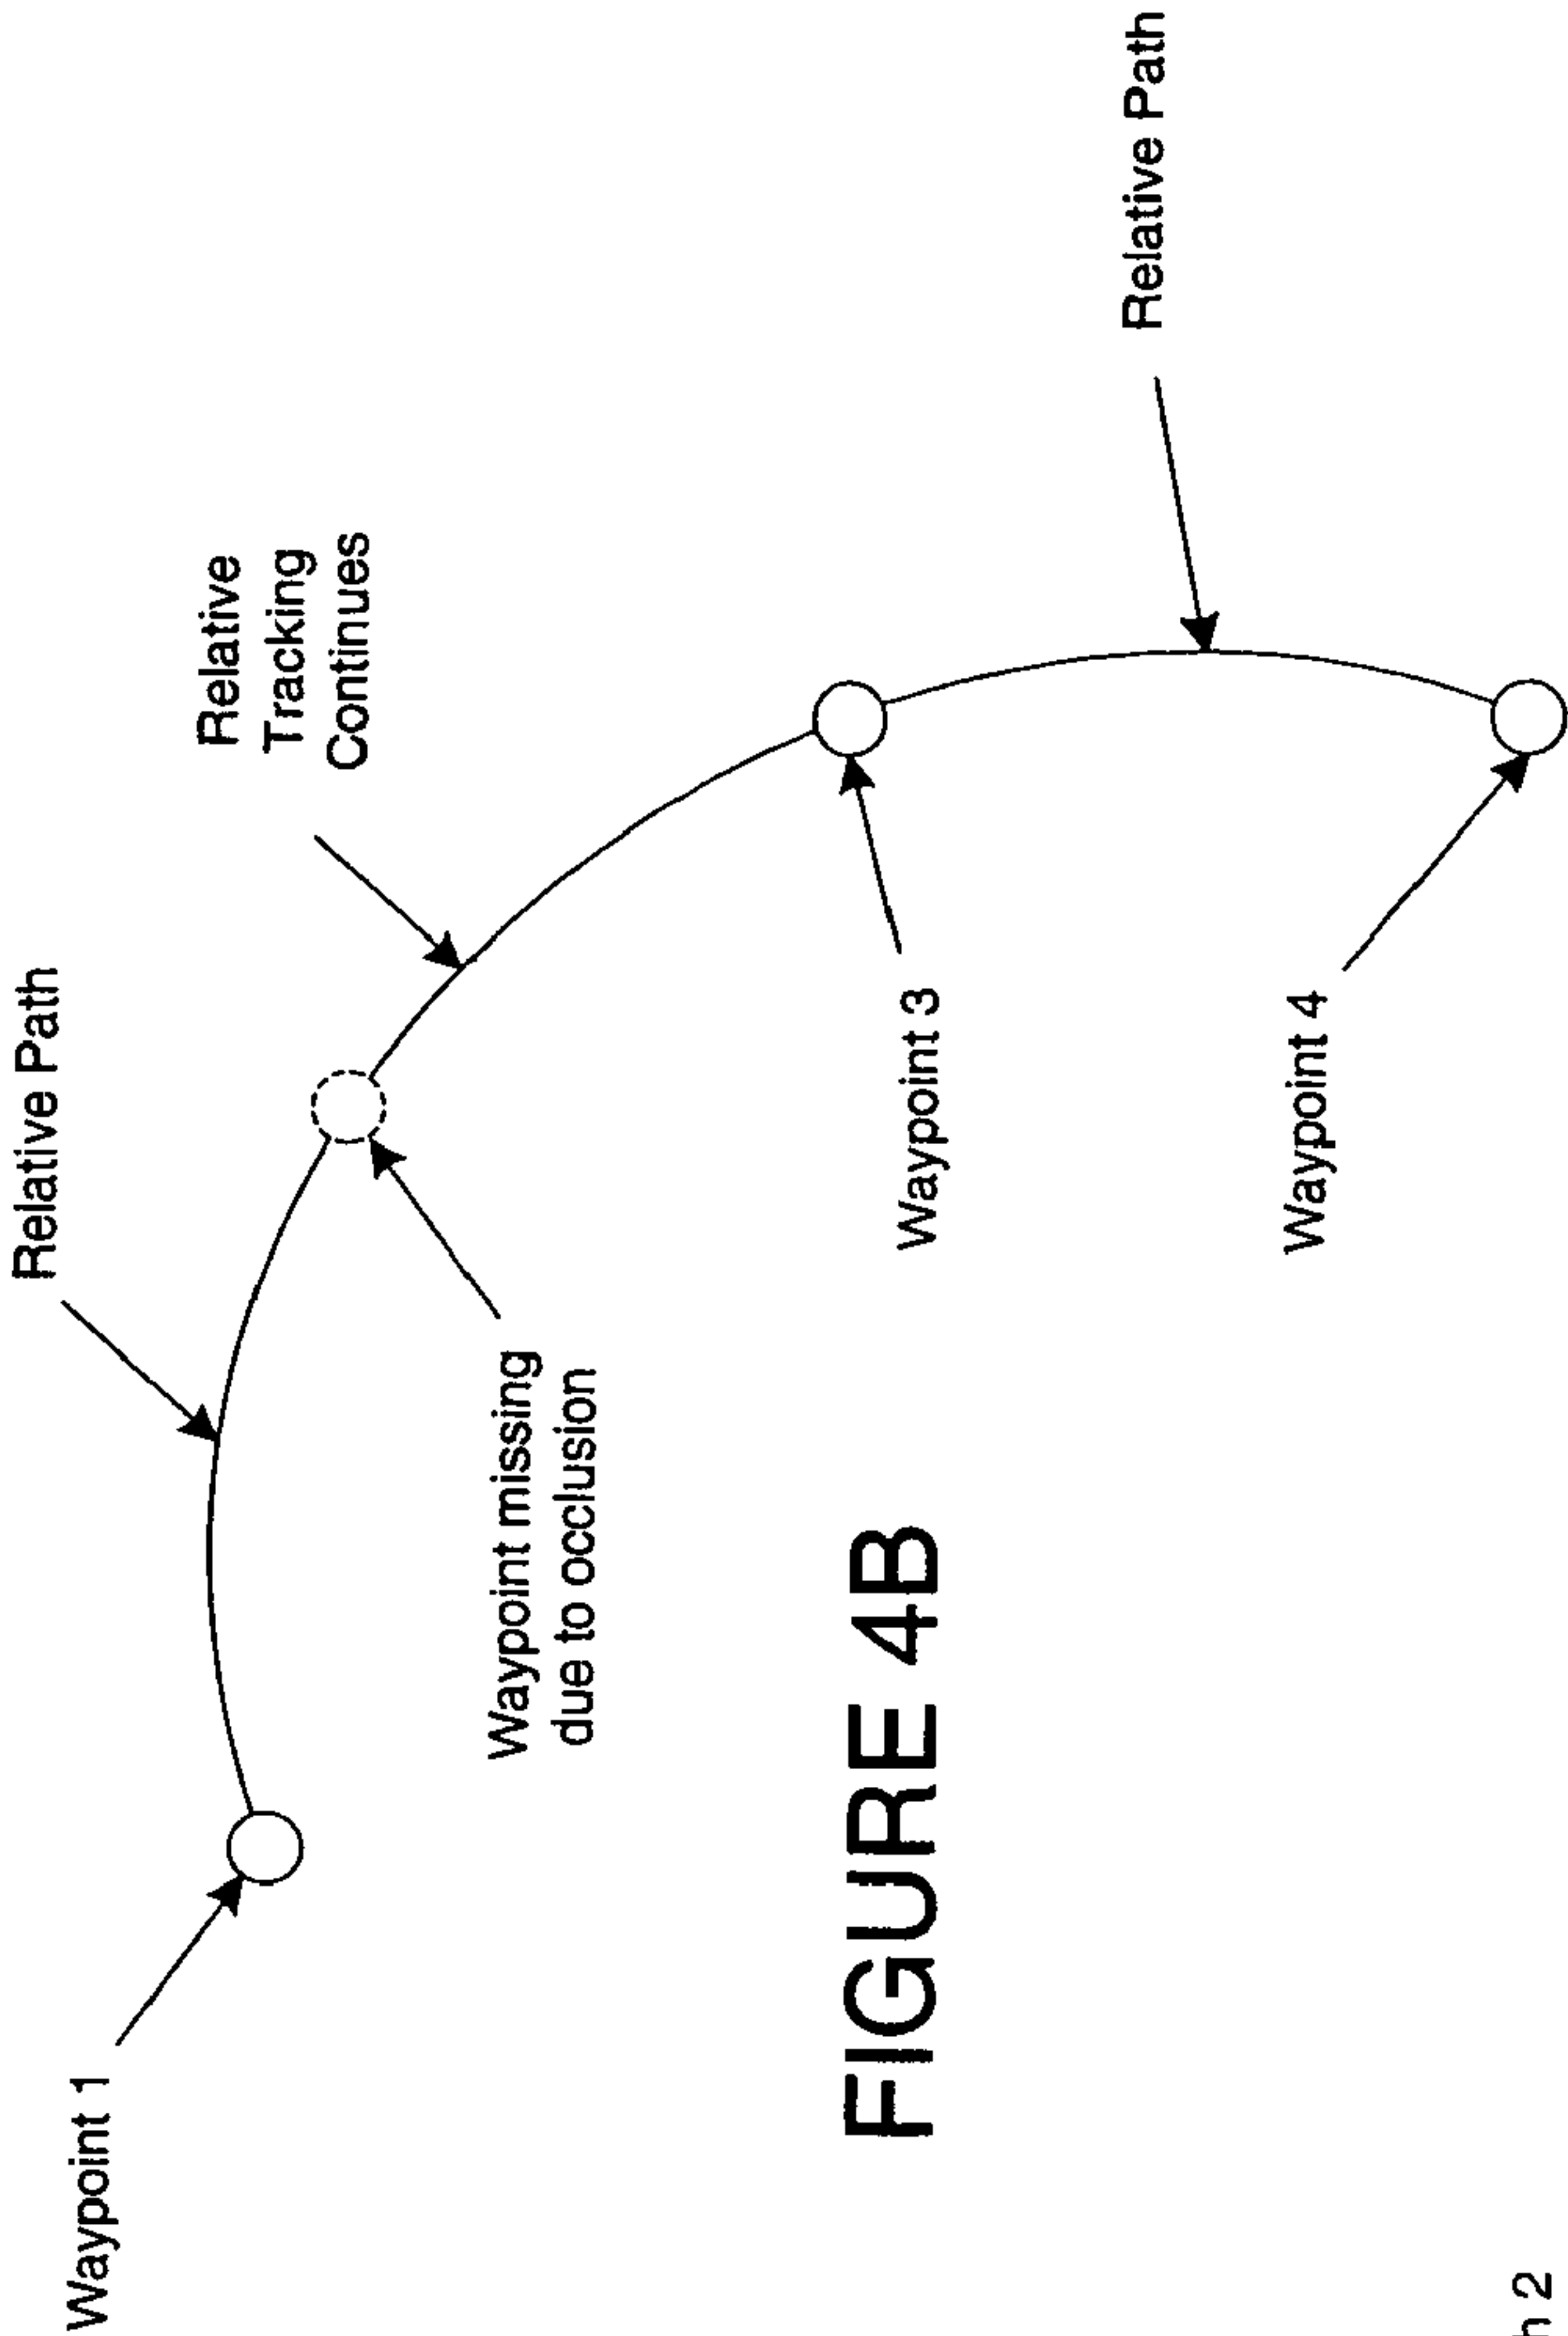 Waypoint 1
Relative Path
Relative
Tracking
Continues
Waypoint missing
due to occlusion
Waypoint 3
Relative Path
Waypoint 4
FIGURE 4B
2